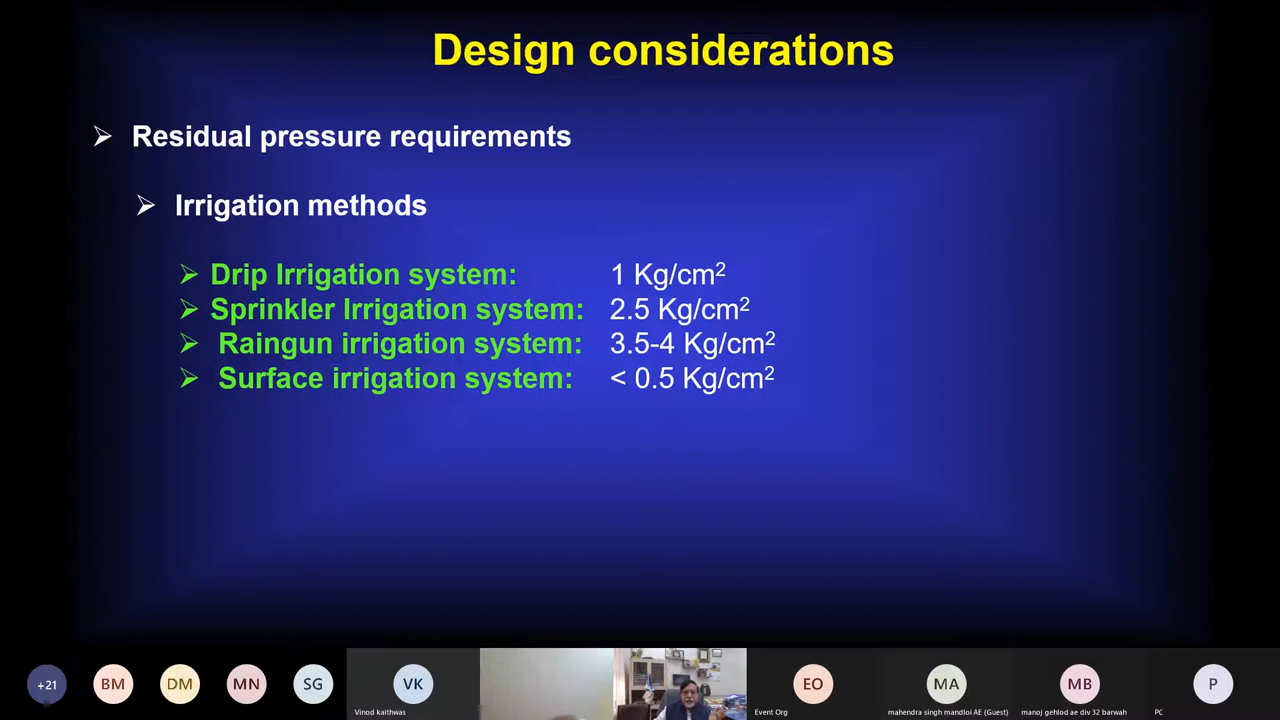 Design considerations
Residual pressure requirements
Irrigation methods
Drip Irrigation system: 1 Kg/cm²
Sprinkler Irrigation system: 2.5 Kg/cm²
Raingun irrigation system: 3.5-4 Kg/cm²
Surface irrigation system: < 0.5 Kg/cm²
+21 BM DM MN SG VK EO MA MB P
Vinod kaithwas Event Org mahendra singh mandloi AE (Guest) manoj gehlod ae div 32 barwah PC